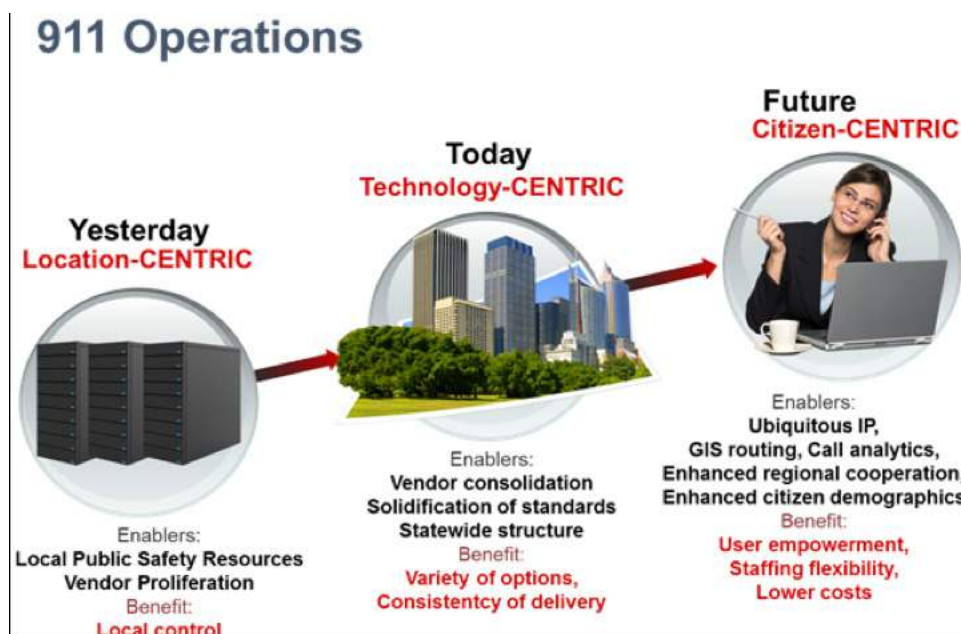 911 Operations
Yesterday
Location-CENTRIC
Enablers:
Local Public Safety Resources
Vendor Proliferation
Benefit:
Local control
Today
Technology-CENTRIC
Enablers:
Vendor consolidation
Solidification of standards
Statewide structure
Benefit:
Variety of options,
Consistentcy of delivery
Future
Citizen-CENTRIC
Enablers:
Ubiquitous IP,
GIS routing, Call analytics,
Enhanced regional cooperation,
Enhanced citizen demographics
Benefit:
User empowerment,
Staffing flexibility,
Lower costs